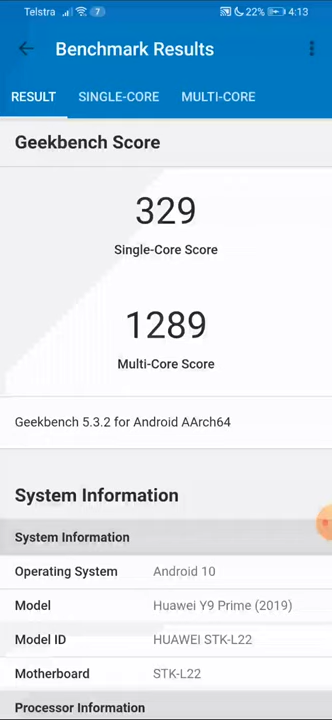 Telstra 7 22% 4:13
Benchmark Results
RESULT SINGLE-CORE MULTI-CORE
Geekbench Score
329
Single-Core Score
1289
Multi-Core Score
Geekbench 5.3.2 for Android AArch64
System Information
System Information
Operating System Android 10
Model Huawei Y9 Prime (2019)
Model ID HUAWEI STK-L22
Motherboard STK-L22
Processor Information